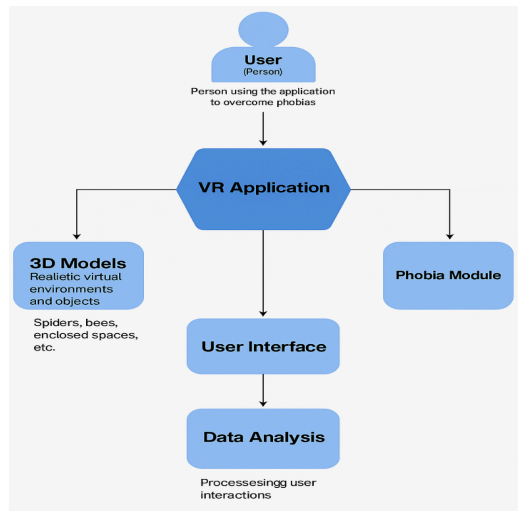 User
(Person)
Person using the application
to overcome phobias
VR Application
3D Models
Realietic virtual
environments
and objects
Spiders, bees,
enclosed spaces,
etc.
Phobia Module
User Interface
Data Analysis
Processesingg user
interactions